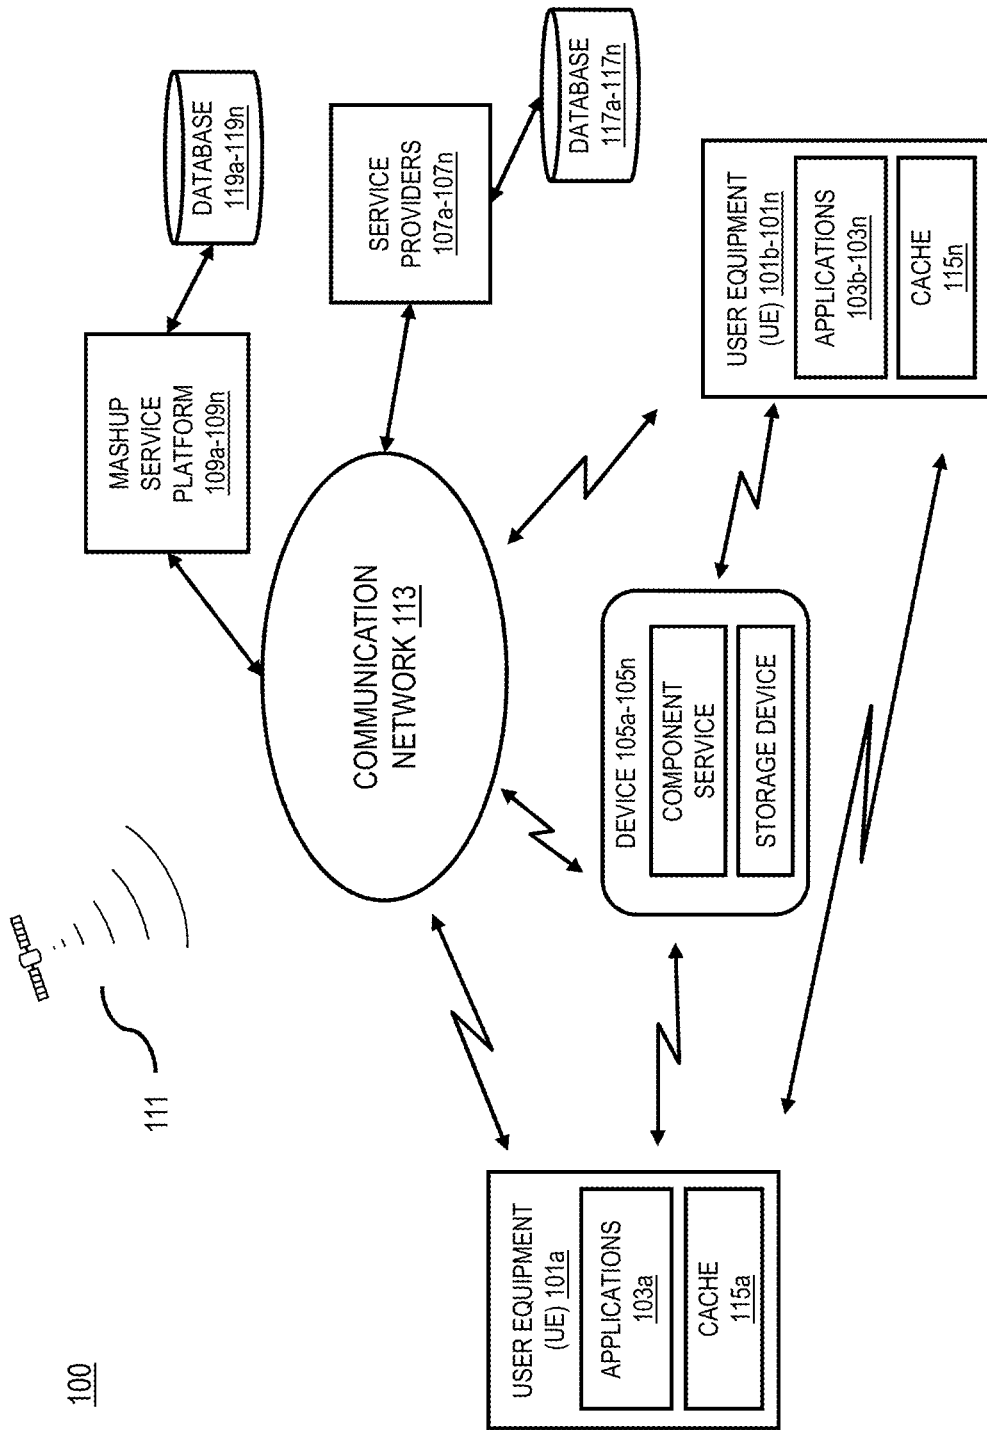 100
111
MASHUP
SERVICE
PLATFORM
109a-109n
DATABASE
119a-119n
COMMUNICATION
NETWORK 113
SERVICE
PROVIDERS
107a-107n
DATABASE
117a-117n
USER EQUIPMENT
(UE) 101a
APPLICATIONS
103a
CACHE
115a
DEVICE 105a-105n
COMPONENT
SERVICE
STORAGE DEVICE
USER EQUIPMENT
(UE) 101b-101n
APPLICATIONS
103b-103n
CACHE
115n